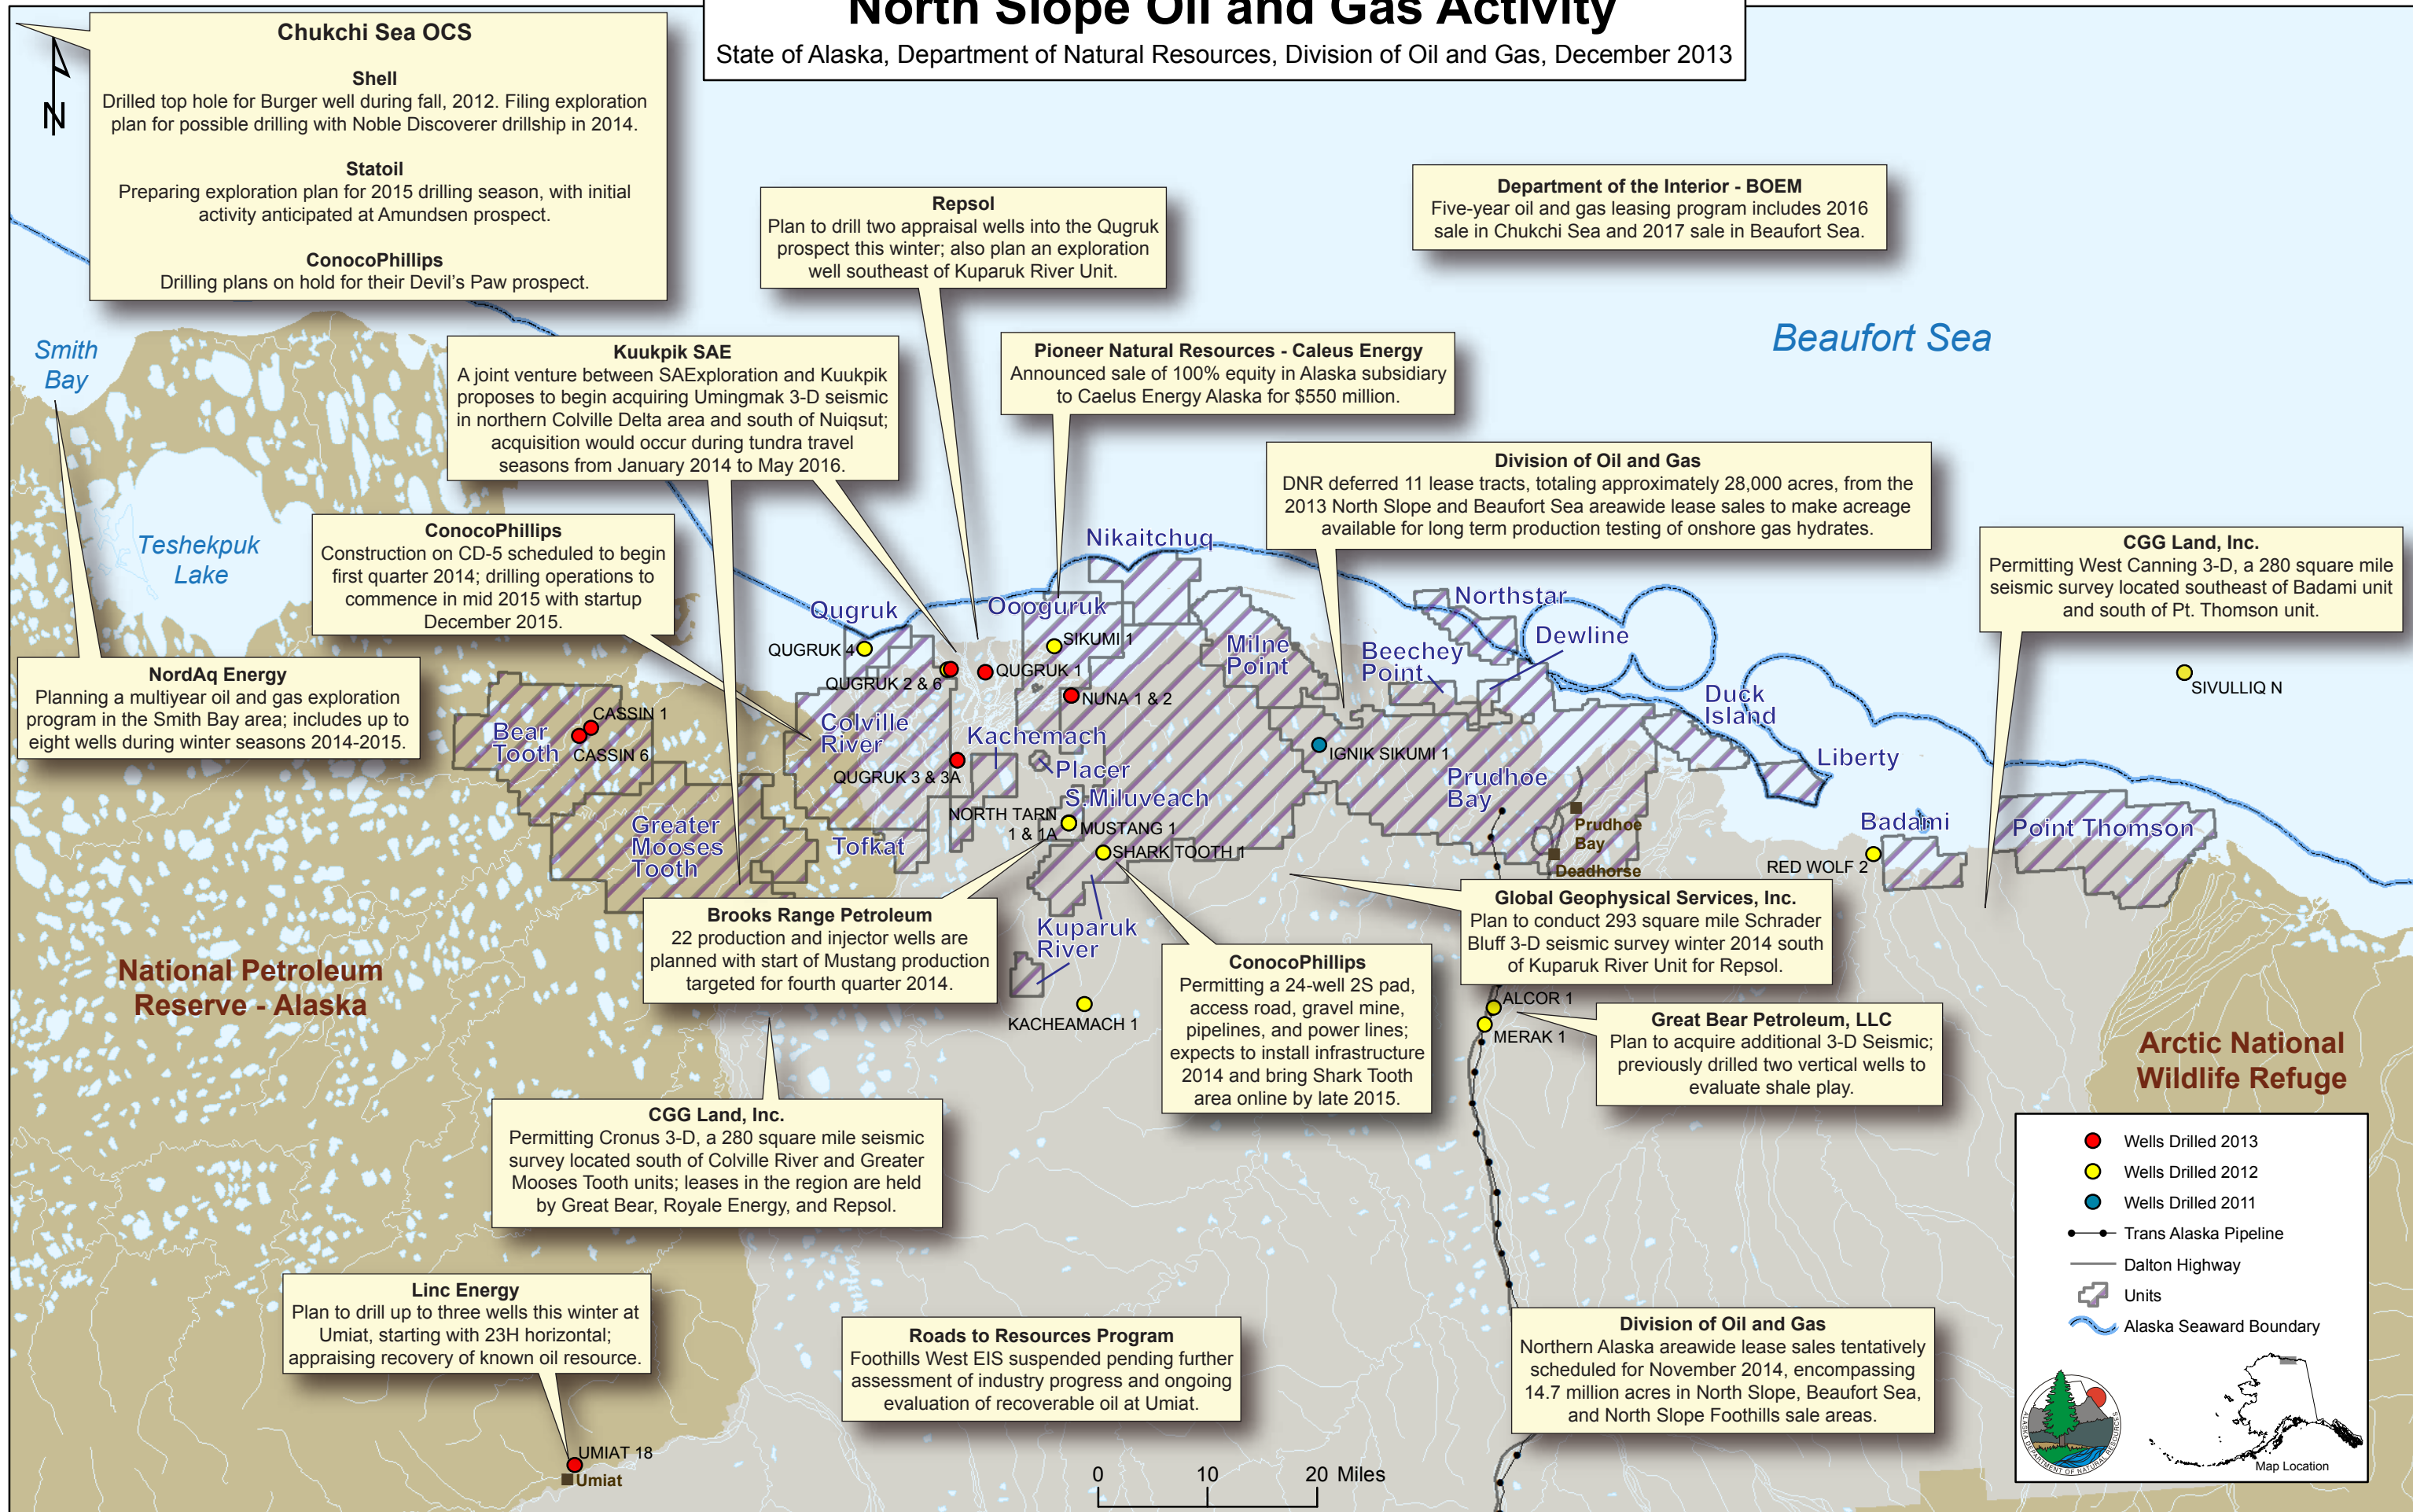 North Slope Oil and Gas Activity
State of Alaska, Department of Natural Resources, Division of Oil and Gas, December 2013
N
Chukchi Sea OCS
Shell
Drilled top hole for Burger well during fall, 2012. Filing exploration
plan for possible drilling with Noble Discoverer drillship in 2014.
Statoil
Preparing exploration plan for 2015 drilling season, with initial
activity anticipated at Amundsen prospect.
ConocoPhillips
Drilling plans on hold for their Devil's Paw prospect.
Repsol
Plan to drill two appraisal wells into the Qugruk
prospect this winter; also plan an exploration
well southeast of Kuparuk River Unit.
Department of the Interior - BOEM
Five-year oil and gas leasing program includes 2016
sale in Chukchi Sea and 2017 sale in Beaufort Sea.
Beaufort Sea
Smith
Bay
Kuukpik SAE
A joint venture between SAExploration and Kuukpik
proposes to begin acquiring Umingmak 3-D seismic
in northern Colville Delta area and south of Nuiqsut;
acquisition would occur during tundra travel
seasons from January 2014 to May 2016.
Pioneer Natural Resources - Caleus Energy
Announced sale of 100% equity in Alaska subsidiary
to Caelus Energy Alaska for $550 million.
Division of Oil and Gas
DNR deferred 11 lease tracts, totaling approximately 28,000 acres, from the
2013 North Slope and Beaufort Sea areawide lease sales to make acreage
available for long term production testing of onshore gas hydrates.
Teshekpuk
Lake
ConocoPhillips
Construction on CD-5 scheduled to begin
first quarter 2014; drilling operations to
commence in mid 2015 with startup
December 2015.
CGG Land, Inc.
Permitting West Canning 3-D, a 280 square mile
seismic survey located southeast of Badami unit
and south of Pt. Thomson unit.
NordAq Energy
Planning a multiyear oil and gas exploration
program in the Smith Bay area; includes up to
eight wells during winter seasons 2014-2015.
Nikaitchuq
Qugruk
Oooguruk
Northstar
Dewline
Milne
Point
Beechey
Point
Duck
Island
Liberty
QUGRUK 4
SIKUMI 1
QUGRUK 2 & 6
QUGRUK 1
NUNA 1 & 2
SIVULLIQ N
CASSIN 1
Bear
Tooth
CASSIN 6
Colville
River
Kachemach
QUGRUK 3 & 3A
Placer
IGNIK SIKUMI 1
Prudhoe
Bay
S.Miluveach
NORTH TARN
1 & 1A
MUSTANG 1
SHARK TOOTH 1
Prudhoe
Bay
Deadhorse
Greater
Mooses
Tooth
Tofkat
Badami
RED WOLF 2
Point Thomson
Kuparuk
River
Brooks Range Petroleum
22 production and injector wells are
planned with start of Mustang production
targeted for fourth quarter 2014.
Global Geophysical Services, Inc.
Plan to conduct 293 square mile Schrader
Bluff 3-D seismic survey winter 2014 south
of Kuparuk River Unit for Repsol.
National Petroleum
Reserve - Alaska
ConocoPhillips
Permitting a 24-well 2S pad,
access road, gravel mine,
pipelines, and power lines;
expects to install infrastructure
2014 and bring Shark Tooth
area online by late 2015.
KACHEAMACH 1
ALCOR 1
MERAK 1
Great Bear Petroleum, LLC
Plan to acquire additional 3-D Seismic;
previously drilled two vertical wells to
evaluate shale play.
Arctic National
Wildlife Refuge
CGG Land, Inc.
Permitting Cronus 3-D, a 280 square mile seismic
survey located south of Colville River and Greater
Mooses Tooth units; leases in the region are held
by Great Bear, Royale Energy, and Repsol.
Wells Drilled 2013
Wells Drilled 2012
Wells Drilled 2011
Trans Alaska Pipeline
Dalton Highway
Units
Alaska Seaward Boundary
ALASKA DEPARTMENT OF NATURAL RESOURCES
Map Location
Linc Energy
Plan to drill up to three wells this winter at
Umiat, starting with 23H horizontal;
appraising recovery of known oil resource.
Roads to Resources Program
Foothills West EIS suspended pending further
assessment of industry progress and ongoing
evaluation of recoverable oil at Umiat.
Division of Oil and Gas
Northern Alaska areawide lease sales tentatively
scheduled for November 2014, encompassing
14.7 million acres in North Slope, Beaufort Sea,
and North Slope Foothills sale areas.
UMIAT 18
Umiat
0 10 20 Miles